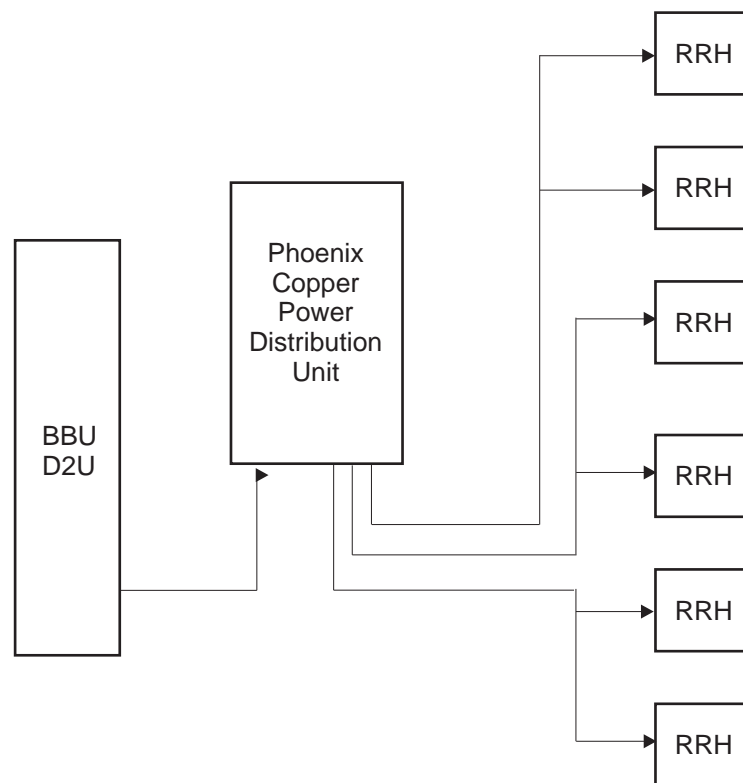 RRH
RRH
Phoenix
Copper
Power
Distribution
Unit
RRH
BBU
D2U
RRH
RRH
RRH